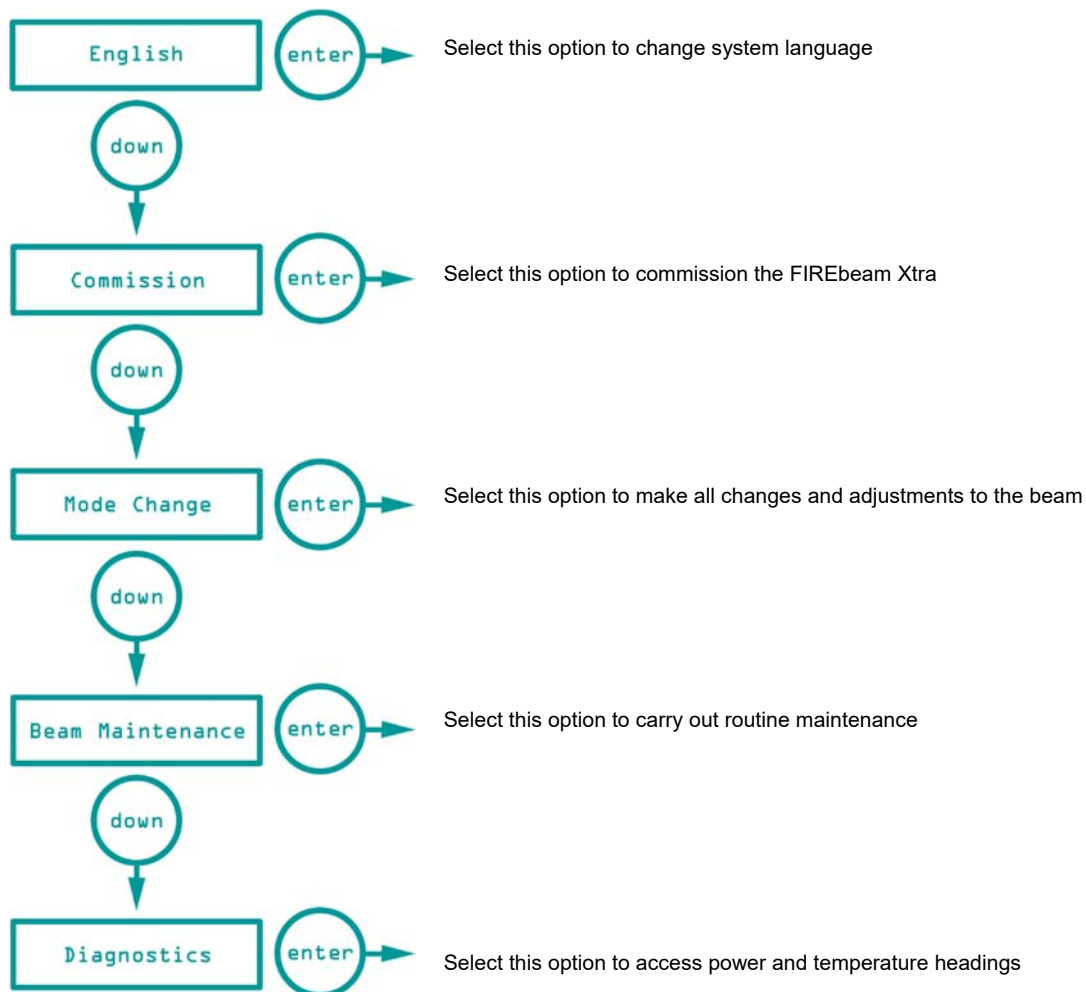 English
enter
Select this option to change system language
down
Commission
enter
Select this option to commission the FIREbeam Xtra
down
Mode Change
enter
Select this option to make all changes and adjustments to the beam
down
Beam Maintenance
enter
Select this option to carry out routine maintenance
down
Diagnostics
enter
Select this option to access power and temperature headings